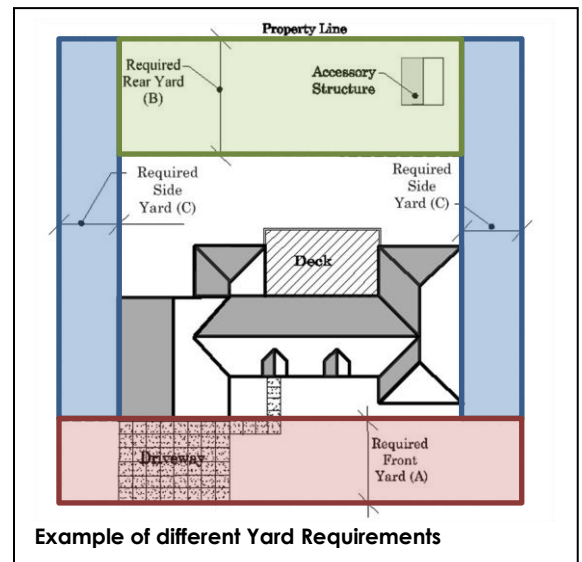 Property Line
Required
Rear Yard
(B)
Accessory
Structure
Required
Side
Yard (C)
Required
Side
Yard (C)
Deck
Driveway
Required
Front
Yard (A)
Example of different Yard Requirements